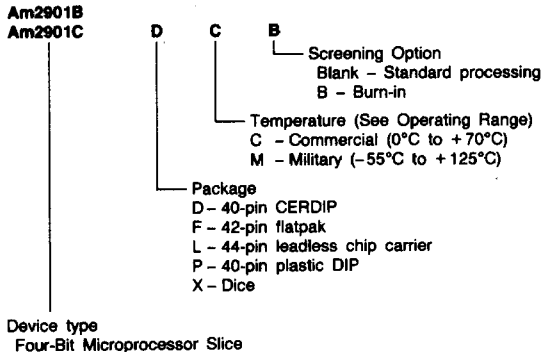 Am2901B
Am2901C D C B
Screening Option
Blank – Standard processing
B – Burn-in
Temperature (See Operating Range)
C – Commercial (0°C to +70°C)
M – Military (–55°C to +125°C)
Package
D – 40-pin CERDIP
F – 42-pin flatpak
L – 44-pin leadless chip carrier
P – 40-pin plastic DIP
X – Dice
Device type
Four-Bit Microprocessor Slice